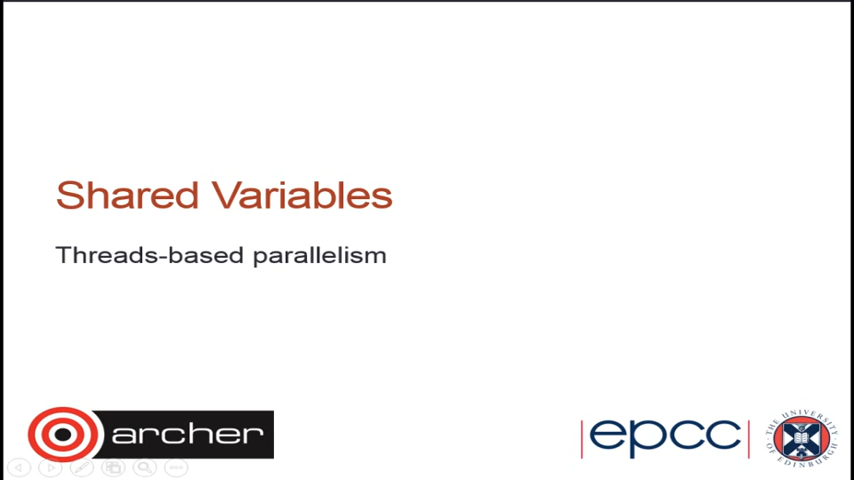 Shared Variables
Threads-based parallelism
archer
epcc
THE UNIVERSITY
OF EDINBURGH